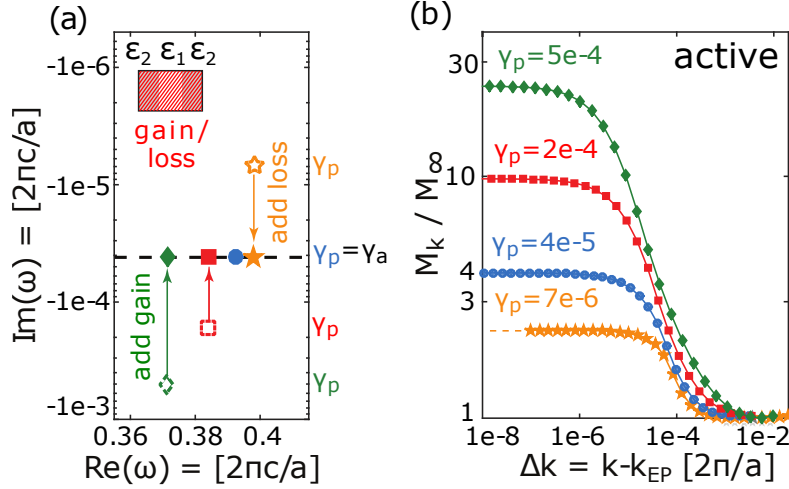 (a)
ε₂ ε₁ ε₂
gain/
loss
-1e-6
-1e-5
-1e-4
-1e-3
Im(ω) = [2πc/a]
add gain
add loss
γₚ
γₚ=γₐ
γₚ
γₚ
0.36 0.38 0.4
Re(ω) = [2πc/a]
(b)
active
γₚ=5e-4
γₚ=2e-4
γₚ=4e-5
γₚ=7e-6
30
10
4
3
1
Mₖ / M∞
1e-8 1e-6 1e-4 1e-2
Δk = k-k_EP [2π/a]